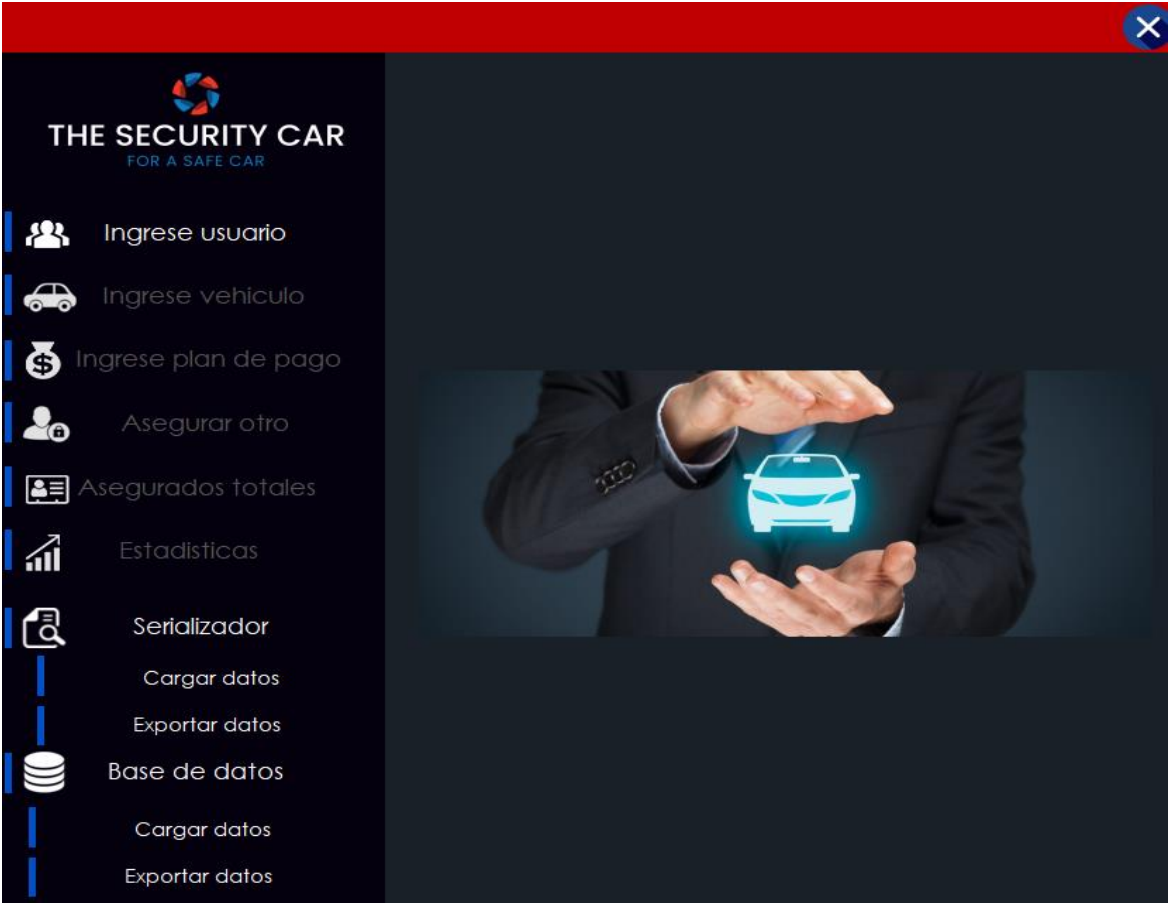 THE SECURITY CAR
FOR A SAFE CAR
Ingrese usuario
Ingrese vehiculo
Ingrese plan de pago
Asegurar otro
Asegurados totales
Estadisticas
Serializador
Cargar datos
Exportar datos
Base de datos
Cargar datos
Exportar datos